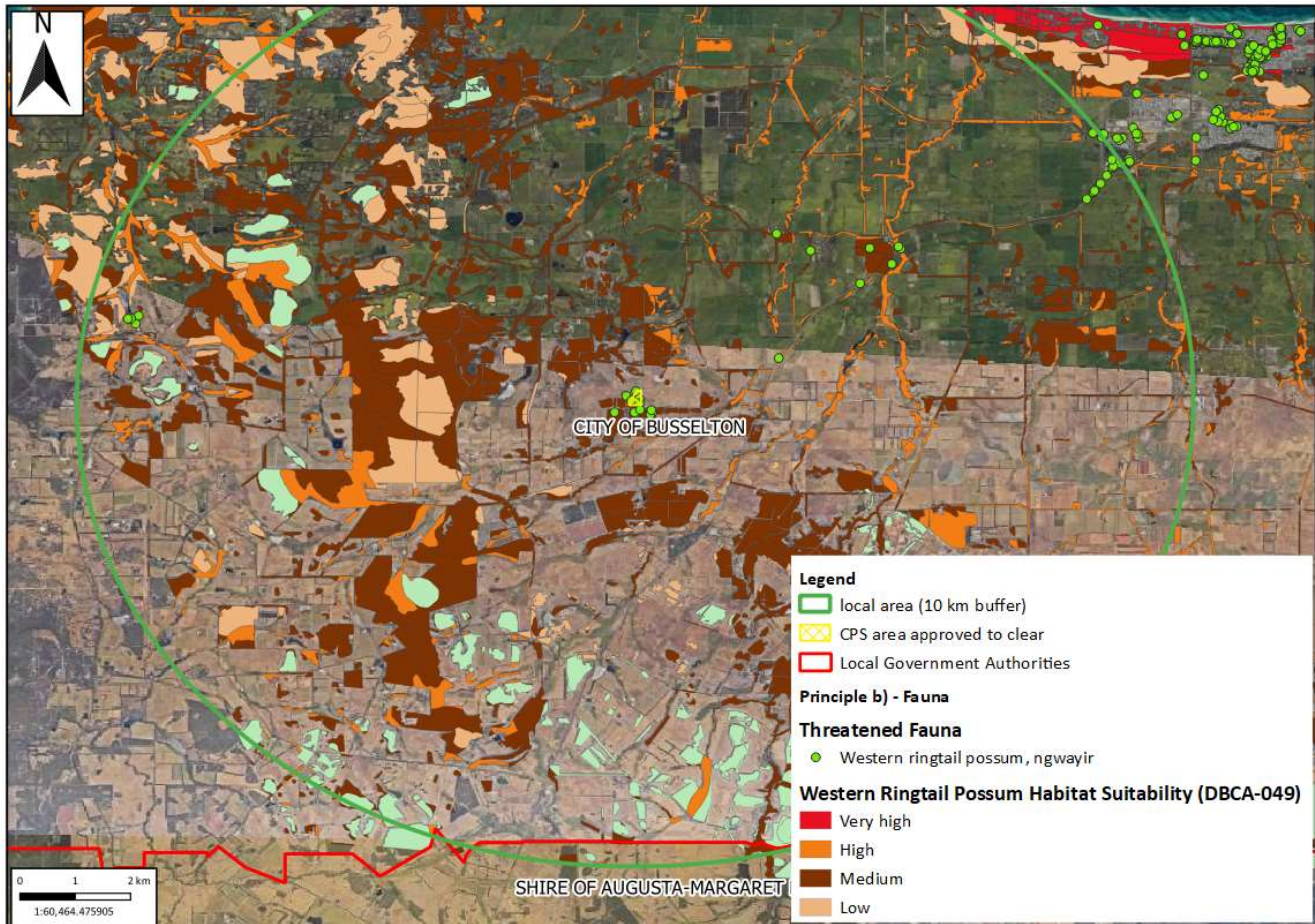 N
CITY OF BUSSELTON
Legend
local area (10 km buffer)
CPS area approved to clear
Local Government Authorities
Principle b) - Fauna
Threatened Fauna
Western ringtail possum, ngwayir
Western Ringtail Possum Habitat Suitability (DBCA-049)
Very high
High
Medium
Low
0 1 2 km
1:60,464.475905
SHIRE OF AUGUSTA-MARGARET